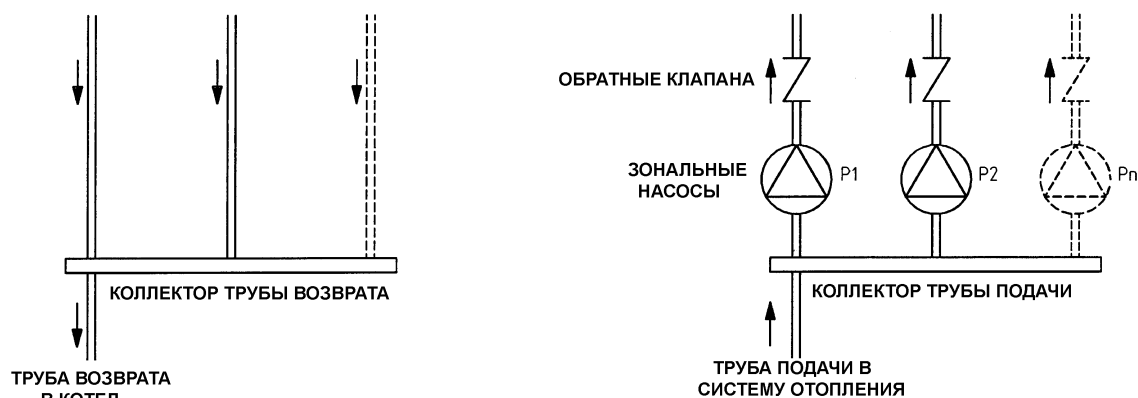 ОБРАТНЫЕ КЛАПАНА
ЗОНАЛЬНЫЕ
НАСОСЫ
P1
P2
Pn
КОЛЛЕКТОР ТРУБЫ ВОЗВРАТА
КОЛЛЕКТОР ТРУБЫ ПОДАЧИ
ТРУБА ВОЗВРАТА
В КОТЕЛ
ТРУБА ПОДАЧИ В
СИСТЕМУ ОТОПЛЕНИЯ